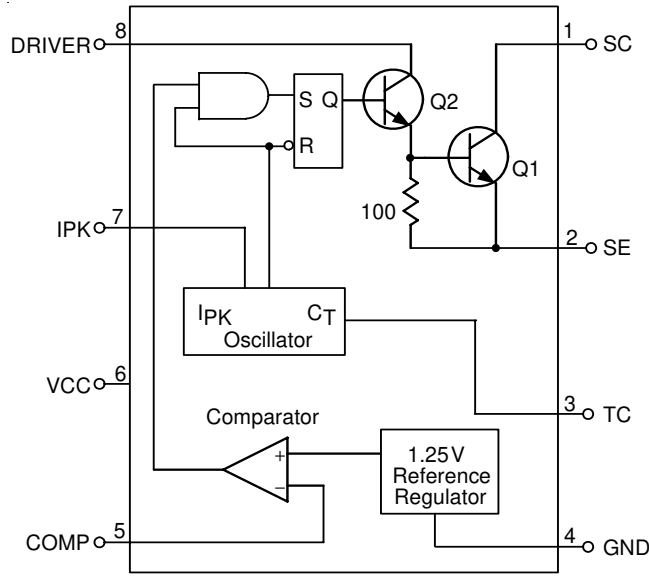 8
DRIVER
1
SC
S Q
Q2
R
Q1
100
7
IPK
2
SE
IPK CT
Oscillator
6
VCC
3
TC
Comparator
+
1.25V
Reference
Regulator
−
5
COMP
4
GND